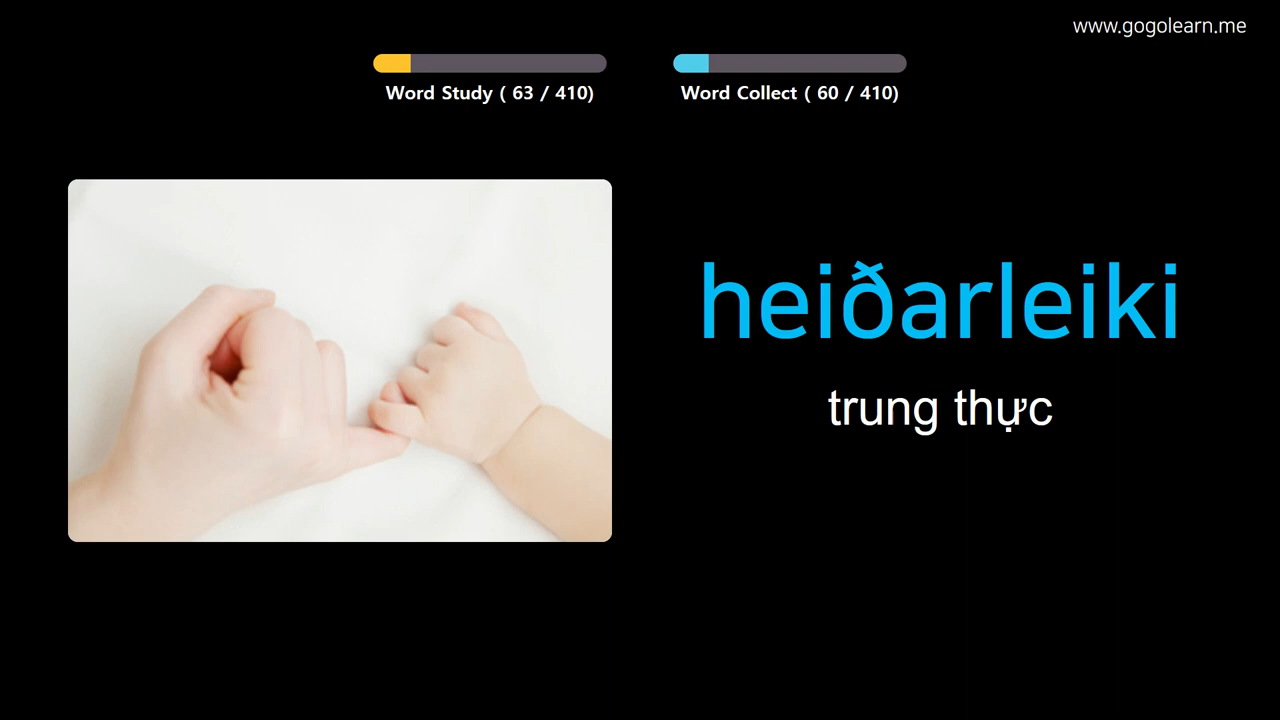 www.gogolearn.me
Word Study ( 63 / 410)
Word Collect ( 60 / 410)
heiðarleiki
trung thực